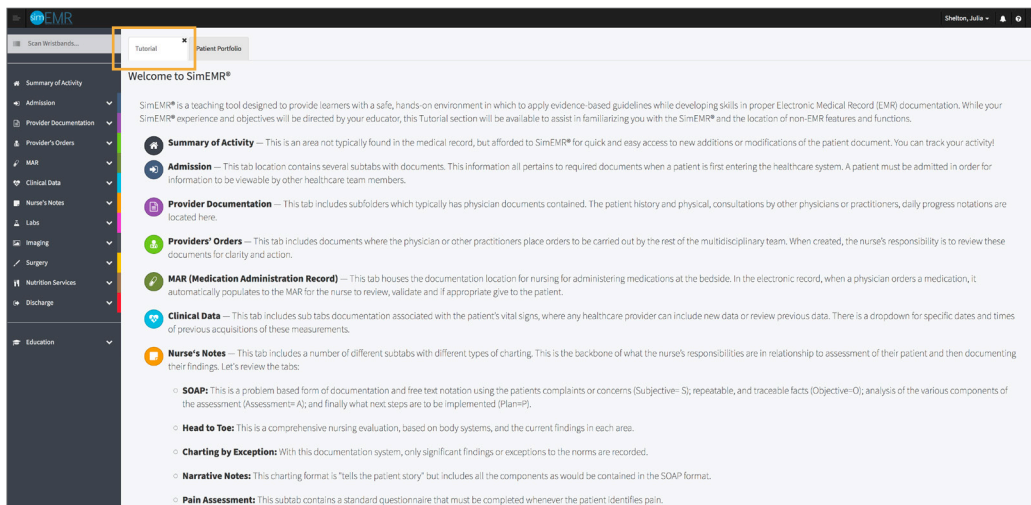 simEMR
Shelton, Julia
Scan Wristbands...
Tutorial
Patient Portfolio
Summary of Activity
Admission
Provider Documentation
Provider's Orders
MAR
Clinical Data
Nurse's Notes
Labs
Imaging
Surgery
Nutrition Services
Discharge
Education
Welcome to SimEMR®
SimEMR® is a teaching tool designed to provide learners with a safe, hands-on environment in which to apply evidence-based guidelines while developing skills in proper Electronic Medical Record (EMR) documentation. While your
SimEMR® experience and objectives will be directed by your educator, this Tutorial section will be available to assist in familiarizing you with the SimEMR® and the location of non-EMR features and functions.
Summary of Activity — This is an area not typically found in the medical record, but afforded to SimEMR® for quick and easy access to new additions or modifications of the patient document. You can track your activity!
Admission — This tab location contains several subtabs with documents. This information all pertains to required documents when a patient is first entering the healthcare system. A patient must be admitted in order for
information to be viewable by other healthcare team members.
Provider Documentation — This tab includes subfolders which typically has physician documents contained. The patient history and physical, consultations by other physicians or practitioners, daily progress notations are
located here.
Providers' Orders — This tab includes documents where the physician or other practitioners place orders to be carried out by the rest of the multidisciplinary team. When created, the nurse's responsibility is to review these
documents for clarity and action.
MAR (Medication Administration Record) — This tab houses the documentation location for nursing for administering medications at the bedside. In the electronic record, when a physician orders a medication, it
automatically populates to the MAR for the nurse to review, validate and if appropriate give to the patient.
Clinical Data — This tab includes sub tabs documentation associated with the patient's vital signs, where any healthcare provider can include new data or review previous data. There is a dropdown for specific dates and times
of previous acquisitions of these measurements.
Nurse's Notes — This tab includes a number of different subtabs with different types of charting. This is the backbone of what the nurse's responsibilities are in relationship to assessment of their patient and then documenting
their findings. Let's review the tabs:
SOAP: This is a problem based form of documentation and free text notation using the patients complaints or concerns (Subjective= S); repeatable, and traceable facts (Objective=O); analysis of the various components of
the assessment (Assessment= A); and finally what next steps are to be implemented (Plan=P).
Head to Toe: This is a comprehensive nursing evaluation, based on body systems, and the current findings in each area.
Charting by Exception: With this documentation system, only significant findings or exceptions to the norms are recorded.
Narrative Notes: This charting format is "tells the patient story" but includes all the components as would be contained in the SOAP format.
Pain Assessment: This subtab contains a standard questionnaire that must be completed whenever the patient identifies pain.